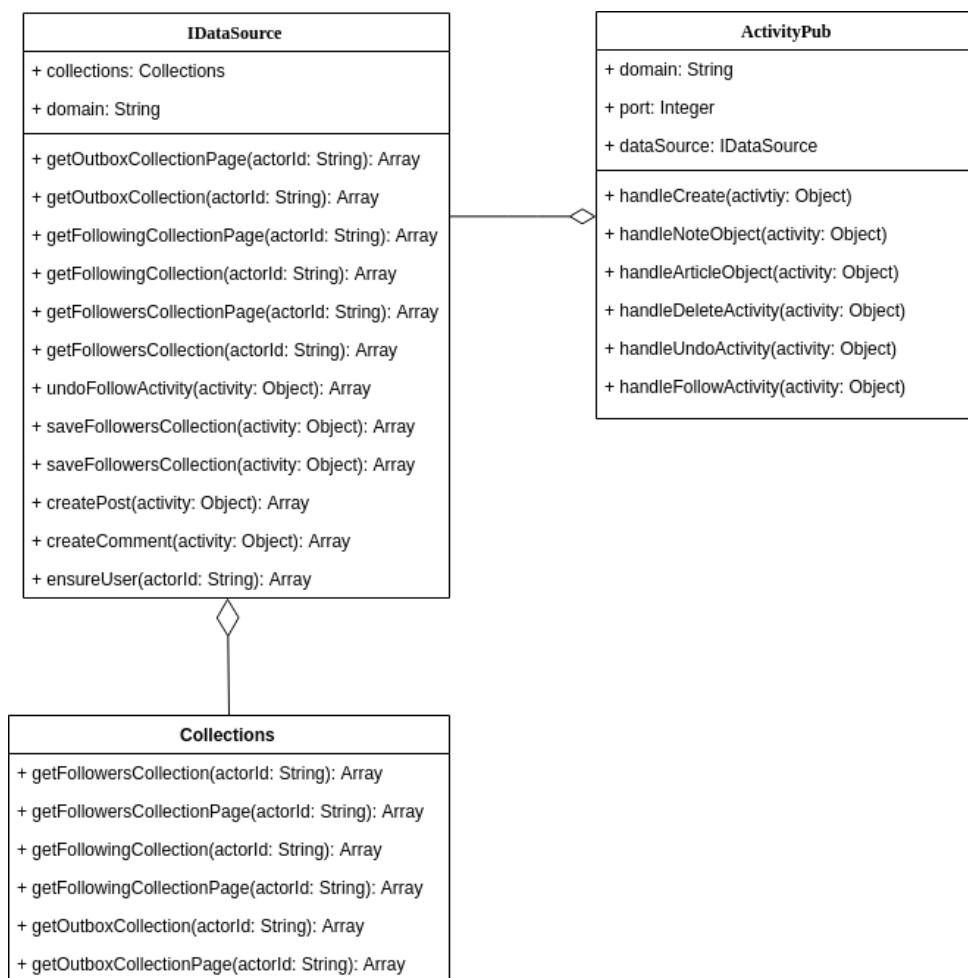 IDataSource
+ collections: Collections
+ domain: String
+ getOutboxCollectionPage(actorId: String): Array
+ getOutboxCollection(actorId: String): Array
+ getFollowingCollectionPage(actorId: String): Array
+ getFollowingCollection(actorId: String): Array
+ getFollowersCollectionPage(actorId: String): Array
+ getFollowersCollection(actorId: String): Array
+ undoFollowActivity(activity: Object): Array
+ saveFollowersCollection(activity: Object): Array
+ saveFollowersCollection(activity: Object): Array
+ createPost(activity: Object): Array
+ createComment(activity: Object): Array
+ ensureUser(actorId: String): Array
ActivityPub
+ domain: String
+ port: Integer
+ dataSource: IDataSource
+ handleCreate(activtiy: Object)
+ handleNoteObject(activity: Object)
+ handleArticleObject(activity: Object)
+ handleDeleteActivity(activity: Object)
+ handleUndoActivity(activity: Object)
+ handleFollowActivity(activity: Object)
Collections
+ getFollowersCollection(actorId: String): Array
+ getFollowersCollectionPage(actorId: String): Array
+ getFollowingCollection(actorId: String): Array
+ getFollowingCollectionPage(actorId: String): Array
+ getOutboxCollection(actorId: String): Array
+ getOutboxCollectionPage(actorId: String): Array